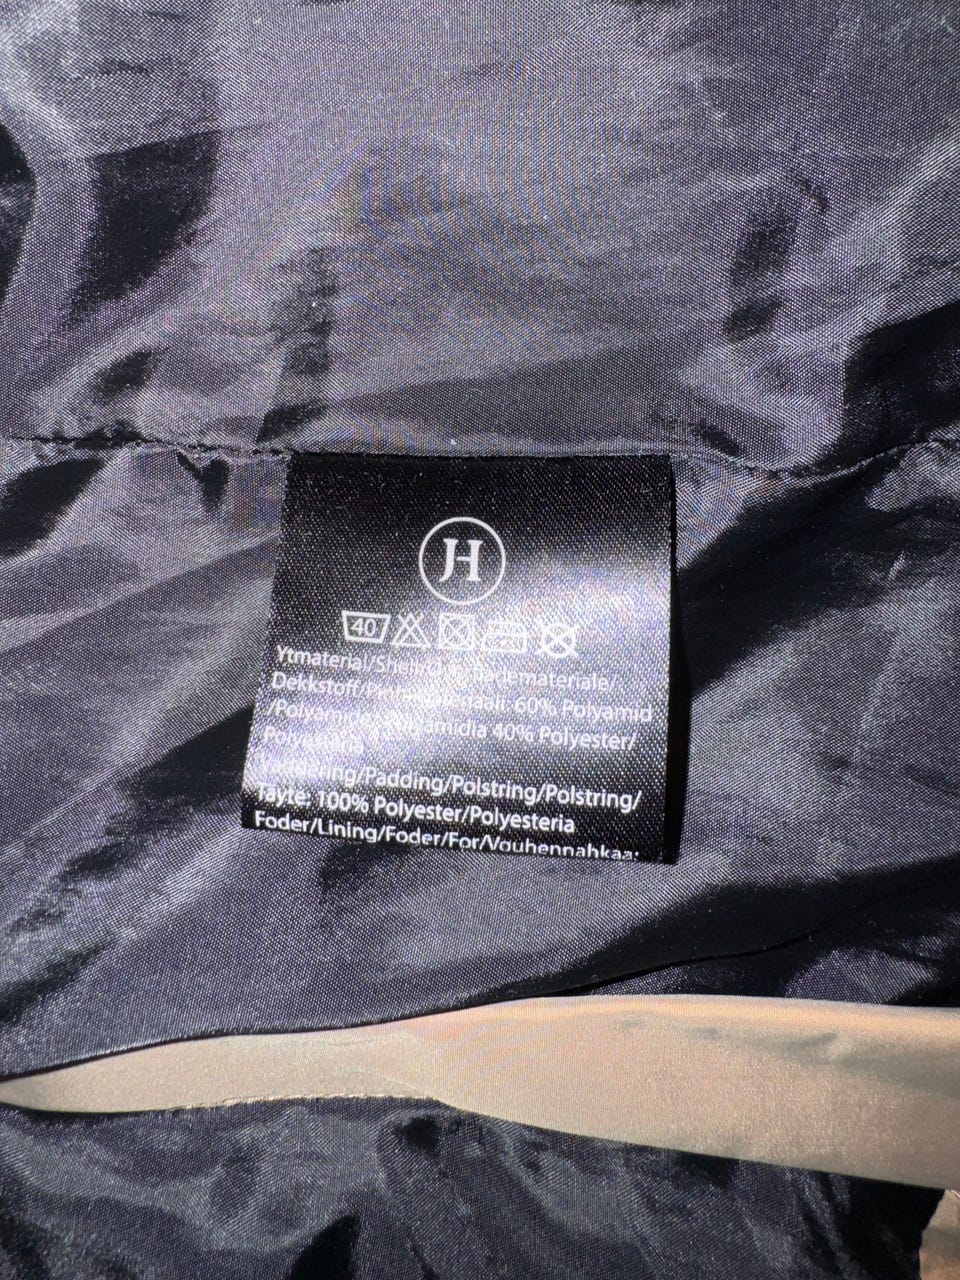 JH
40
Ytmaterial/Shell/
Dekkstoff/ 60% Polyamid
40% Polyester/
/Padding/Polstring/Polstring/
Täyte: 100% Polyester/Polyesteria
Foder/Lining/Foder/For/Vouhennahkaa: